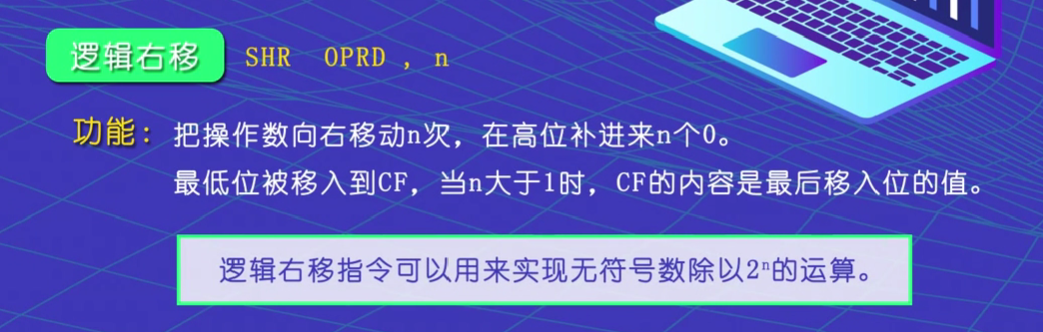 逻辑右移 SHR OPRD , n
功能： 把操作数向右移动n次，在高位补进来n个0。
最低位被移入到CF，当n大于1时，CF的内容是最后移入位的值。
逻辑右移指令可以用来实现无符号数除以2ⁿ的运算。